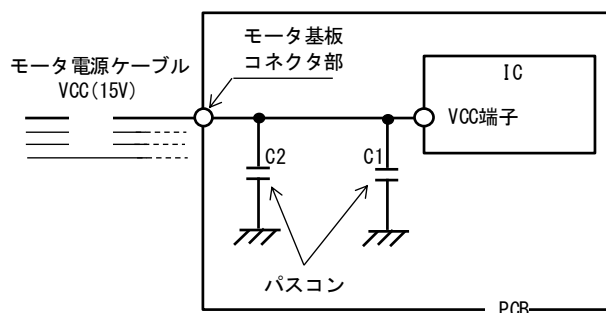 モータ基板
コネクタ部
モータ電源ケーブル
VCC(15V)
IC
VCC端子
C2
C1
パスコン
PCB